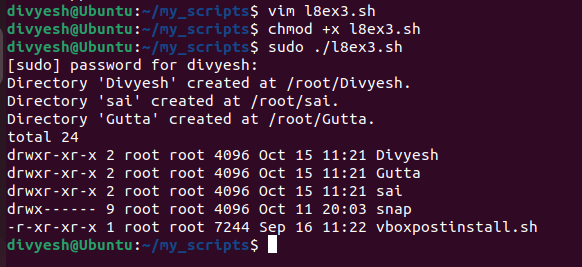 divyesh@Ubuntu:~/my_scripts$ vim l8ex3.sh
divyesh@Ubuntu:~/my_scripts$ chmod +x l8ex3.sh
divyesh@Ubuntu:~/my_scripts$ sudo ./l8ex3.sh
[sudo] password for divyesh:
Directory 'Divyesh' created at /root/Divyesh.
Directory 'sai' created at /root/sai.
Directory 'Gutta' created at /root/Gutta.
total 24
drwxr-xr-x 2 root root 4096 Oct 15 11:21 Divyesh
drwxr-xr-x 2 root root 4096 Oct 15 11:21 Gutta
drwxr-xr-x 2 root root 4096 Oct 15 11:21 sai
drwx------ 9 root root 4096 Oct 11 20:03 snap
-r-xr-xr-x 1 root root 7244 Sep 16 11:22 vboxpostinstall.sh
divyesh@Ubuntu:~/my_scripts$